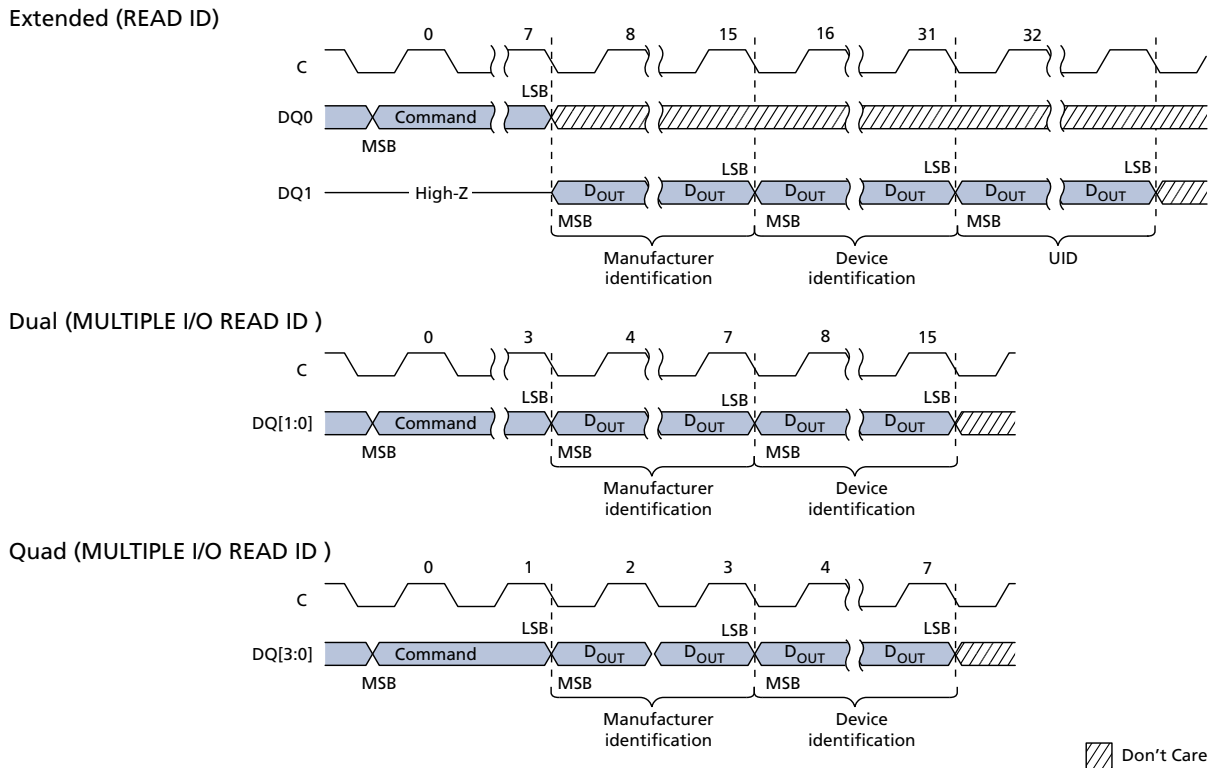 Extended (READ ID)
0 7 8 15 16 31 32
C
LSB
DQ0 Command
MSB
LSB LSB LSB
DQ1 High-Z DOUT DOUT DOUT DOUT DOUT DOUT
MSB MSB MSB
Manufacturer identification Device identification UID
Dual (MULTIPLE I/O READ ID )
0 3 4 7 8 15
C
LSB LSB LSB
DQ[1:0] Command DOUT DOUT DOUT DOUT
MSB MSB MSB
Manufacturer identification Device identification
Quad (MULTIPLE I/O READ ID )
0 1 2 3 4 7
C
LSB LSB LSB
DQ[3:0] Command DOUT DOUT DOUT DOUT
MSB MSB MSB
Manufacturer identification Device identification
Don't Care